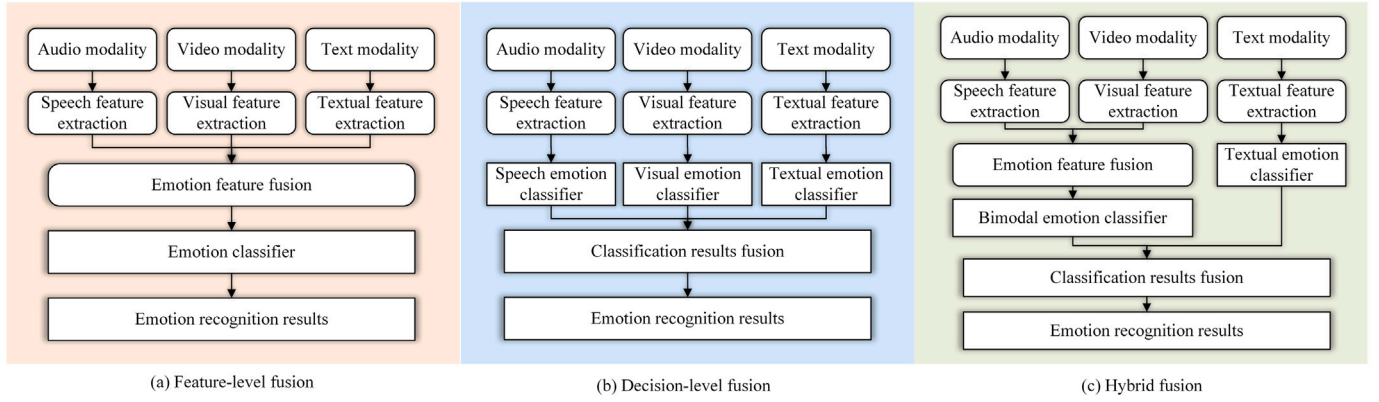 Audio modality
Video modality
Text modality
Speech feature
extraction
Visual feature
extraction
Textual feature
extraction
Emotion feature fusion
Emotion classifier
Emotion recognition results
(a) Feature-level fusion
Audio modality
Video modality
Text modality
Speech feature
extraction
Visual feature
extraction
Textual feature
extraction
Speech emotion
classifier
Visual emotion
classifier
Textual emotion
classifier
Classification results fusion
Emotion recognition results
(b) Decision-level fusion
Audio modality
Video modality
Text modality
Speech feature
extraction
Visual feature
extraction
Textual feature
extraction
Emotion feature fusion
Textual emotion
classifier
Bimodal emotion classifier
Classification results fusion
Emotion recognition results
(c) Hybrid fusion